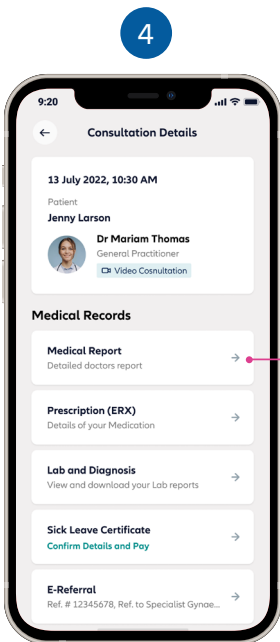 4
9:20
Consultation Details
13 July 2022, 10:30 AM
Patient
Jenny Larson
Dr Mariam Thomas
General Practitioner
Video Cosnultation
Medical Records
Medical Report
Detailed doctors report
Prescription (ERX)
Details of your Medication
Lab and Diagnosis
View and download your Lab reports
Sick Leave Certificate
Confirm Details and Pay
E-Referral
Ref. # 12345678, Ref. to Specialist Gynae...